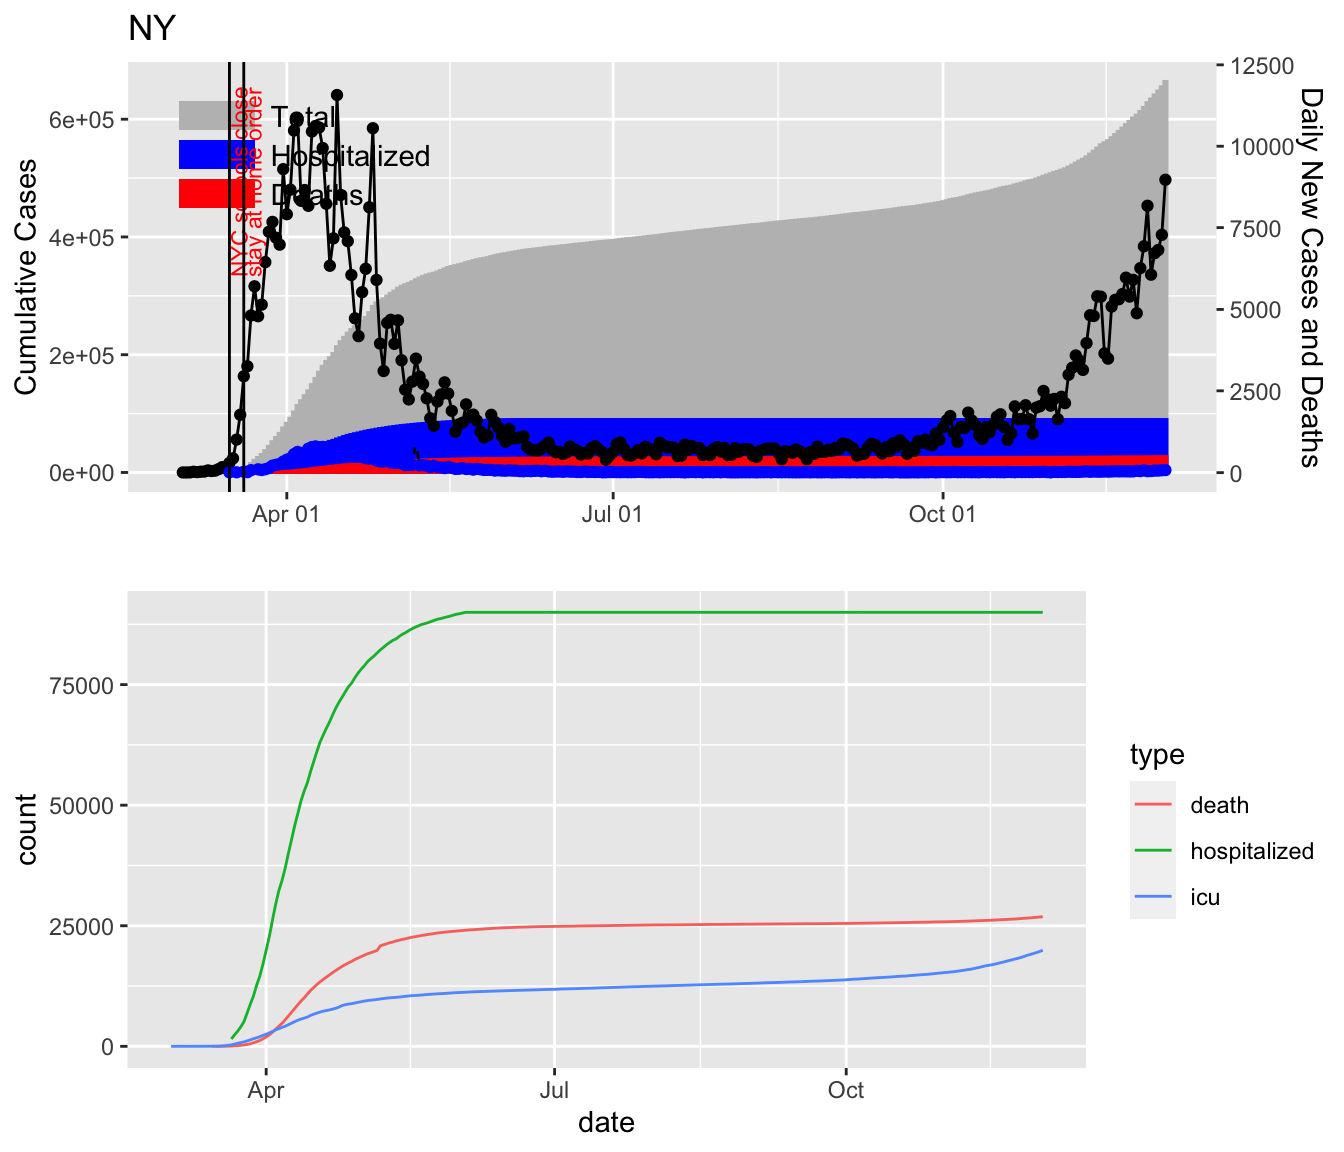 NY
6e+05
4e+05
2e+05
0e+00
Cumulative Cases
Total
Hospitalized
Deaths
NYC schools close
stay at home order
12500
10000
7500
5000
2500
0
Daily New Cases and Deaths
Apr 01
Jul 01
Oct 01
75000
50000
25000
0
count
Apr
Jul
Oct
date
type
death
hospitalized
icu